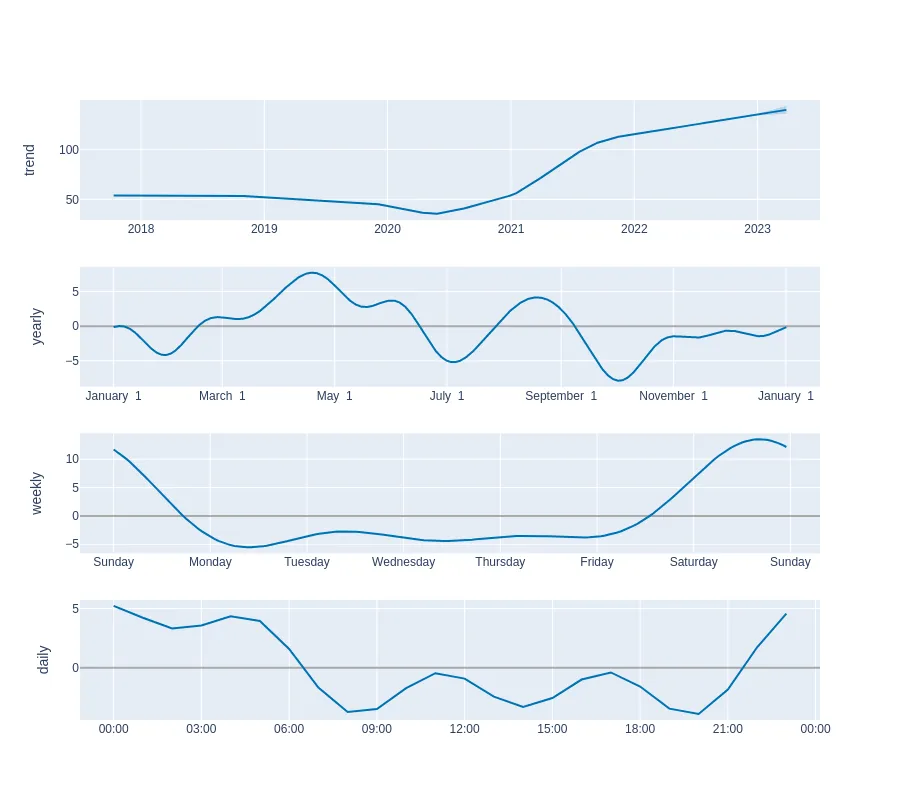 trend
100
50
2018 2019 2020 2021 2022 2023
yearly
5
0
−5
January 1 March 1 May 1 July 1 September 1 November 1 January 1
weekly
10
5
0
−5
Sunday Monday Tuesday Wednesday Thursday Friday Saturday Sunday
daily
5
0
00:00 03:00 06:00 09:00 12:00 15:00 18:00 21:00 00:00